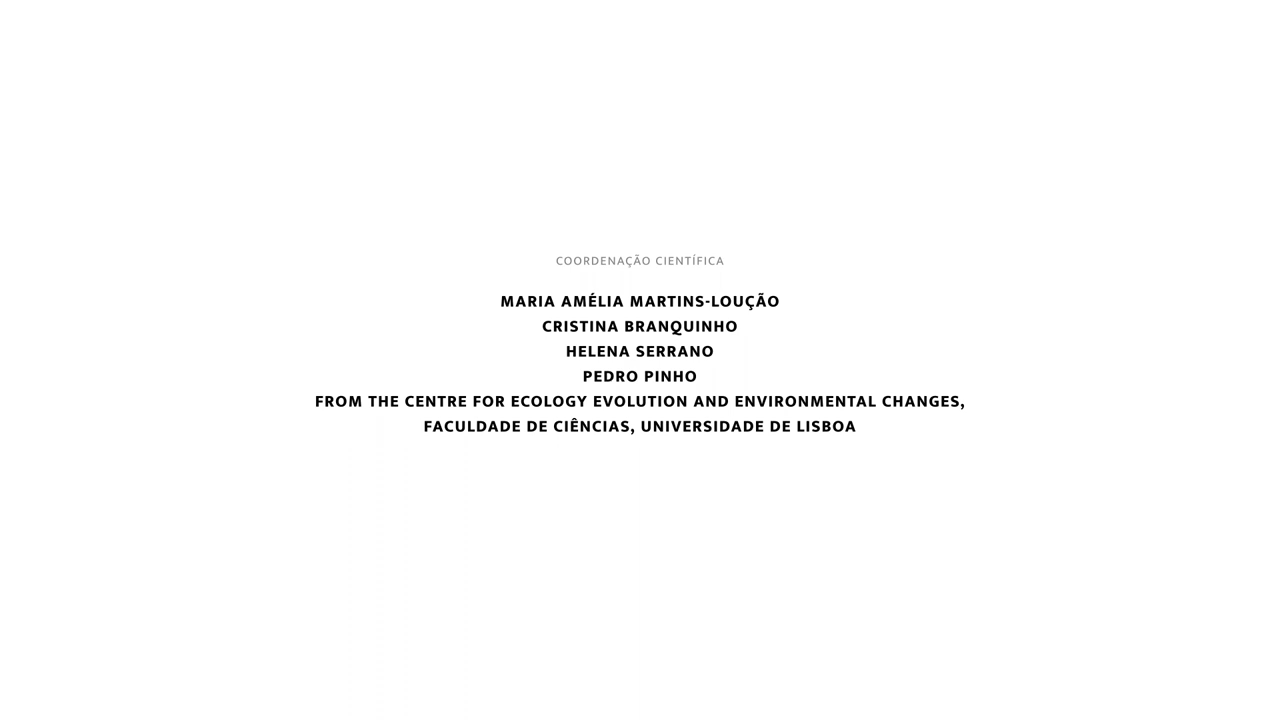 COORDENAÇÃO CIENTÍFICA
MARIA AMÉLIA MARTINS-LOUÇÃO
CRISTINA BRANQUINHO
HELENA SERRANO
PEDRO PINHO
FROM THE CENTRE FOR ECOLOGY EVOLUTION AND ENVIRONMENTAL CHANGES,
FACULDADE DE CIÊNCIAS, UNIVERSIDADE DE LISBOA